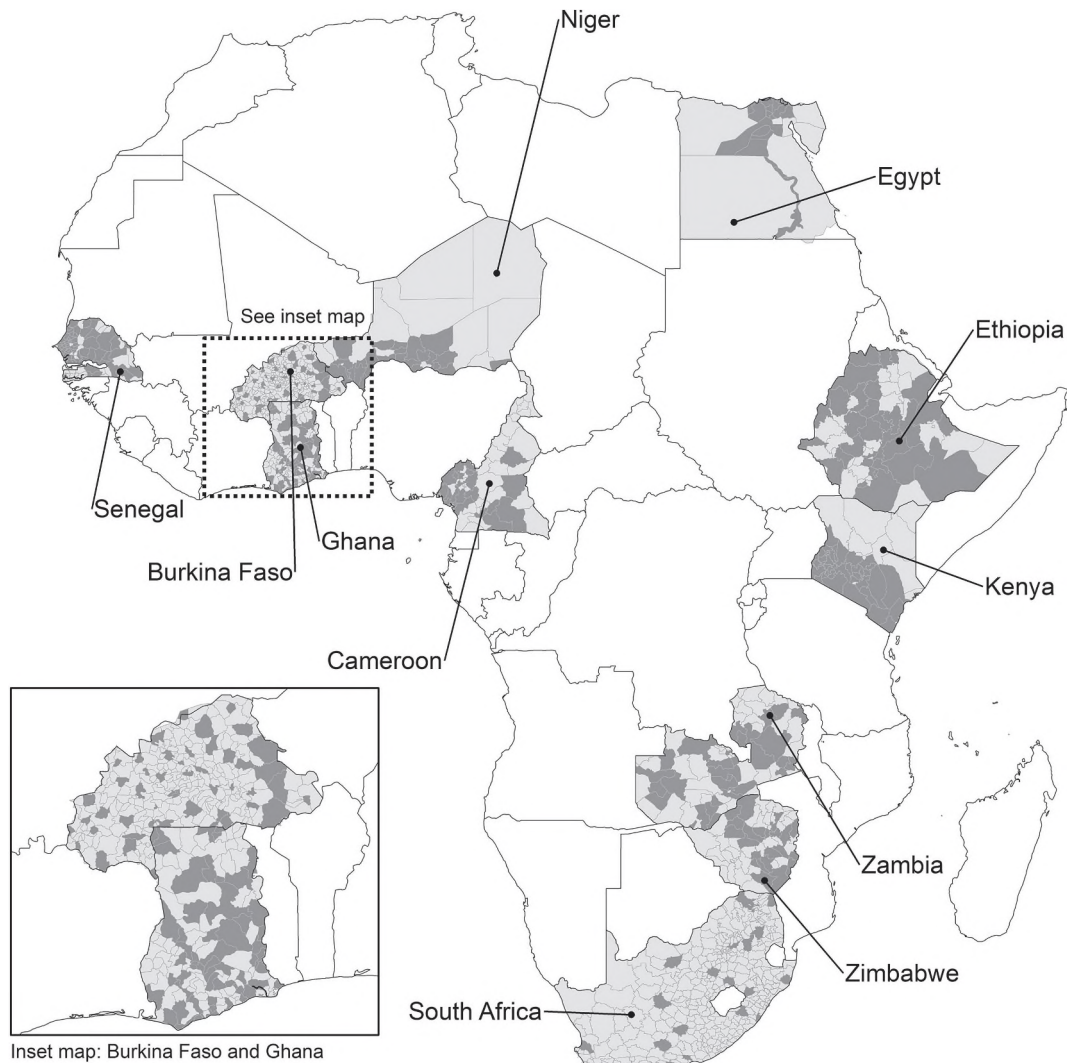 Niger
Egypt
See inset map
Ethiopia
Senegal
Ghana
Burkina Faso
Kenya
Cameroon
Zambia
Zimbabwe
South Africa
Inset map: Burkina Faso and Ghana